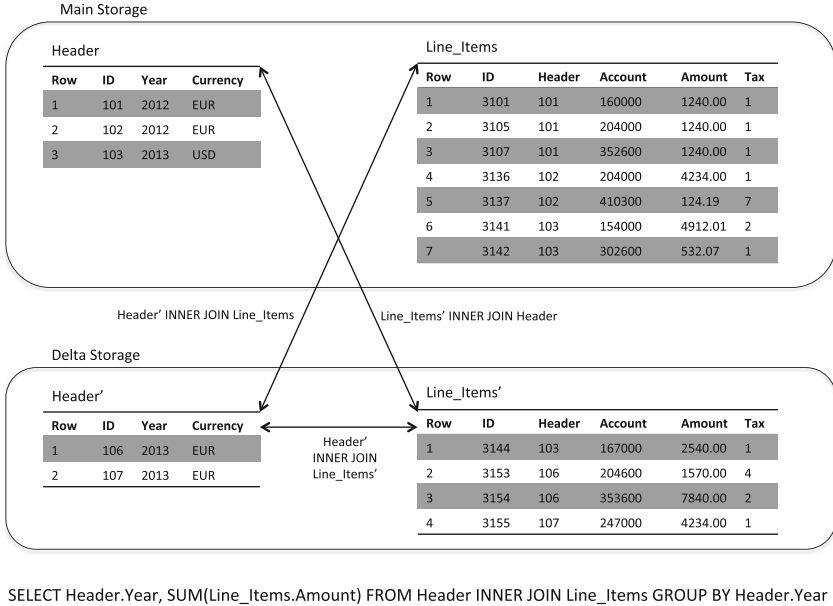 Main Storage
Header
Row ID Year Currency
1 101 2012 EUR
2 102 2012 EUR
3 103 2013 USD
Line_Items
Row ID Header Account Amount Tax
1 3101 101 160000 1240.00 1
2 3105 101 204000 1240.00 1
3 3107 101 352600 1240.00 1
4 3136 102 204000 4234.00 1
5 3137 102 410300 124.19 7
6 3141 103 154000 4912.01 2
7 3142 103 302600 532.07 1
Header’ INNER JOIN Line_Items
Line_Items’ INNER JOIN Header
Delta Storage
Header’
Row ID Year Currency
1 106 2013 EUR
2 107 2013 EUR
Header’
INNER JOIN
Line_Items’
Line_Items’
Row ID Header Account Amount Tax
1 3144 103 167000 2540.00 1
2 3153 106 204600 1570.00 4
3 3154 106 353600 7840.00 2
4 3155 107 247000 4234.00 1
SELECT Header.Year, SUM(Line_Items.Amount) FROM Header INNER JOIN Line_Items GROUP BY Header.Year